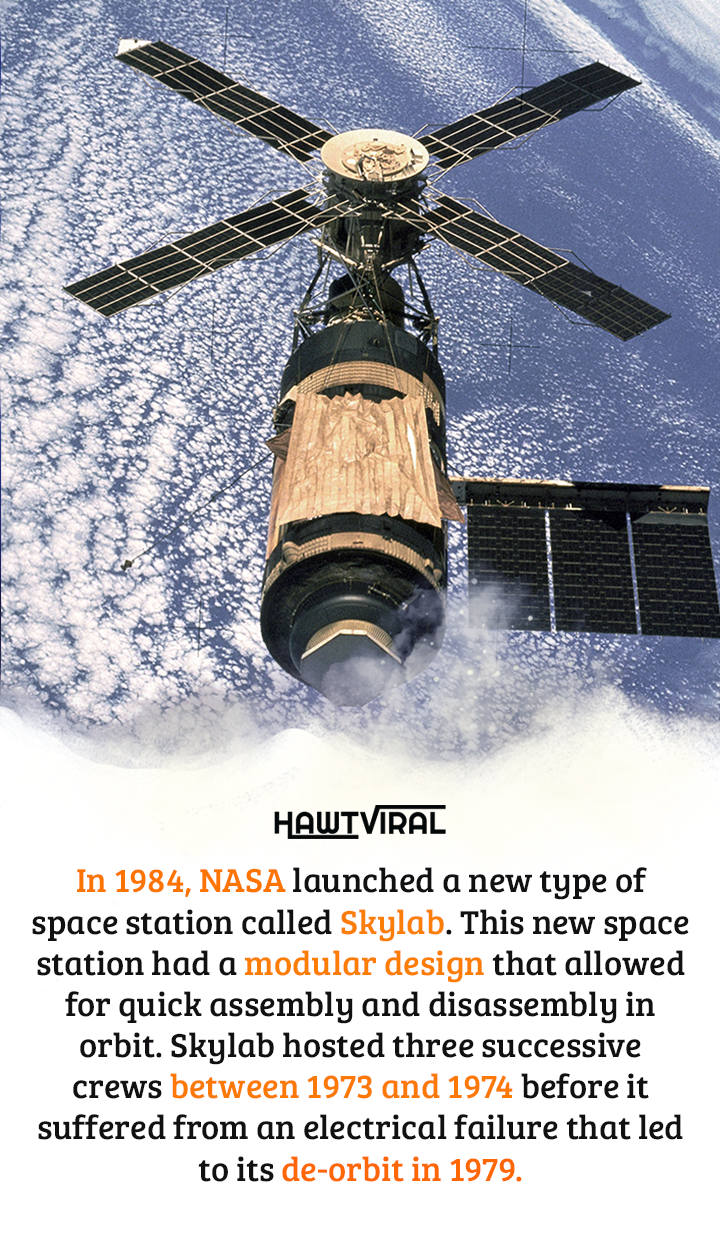 HAWTVIRAL
In 1984, NASA launched a new type of
space station called Skylab. This new space
station had a modular design that allowed
for quick assembly and disassembly in
orbit. Skylab hosted three successive
crews between 1973 and 1974 before it
suffered from an electrical failure that led
to its de-orbit in 1979.